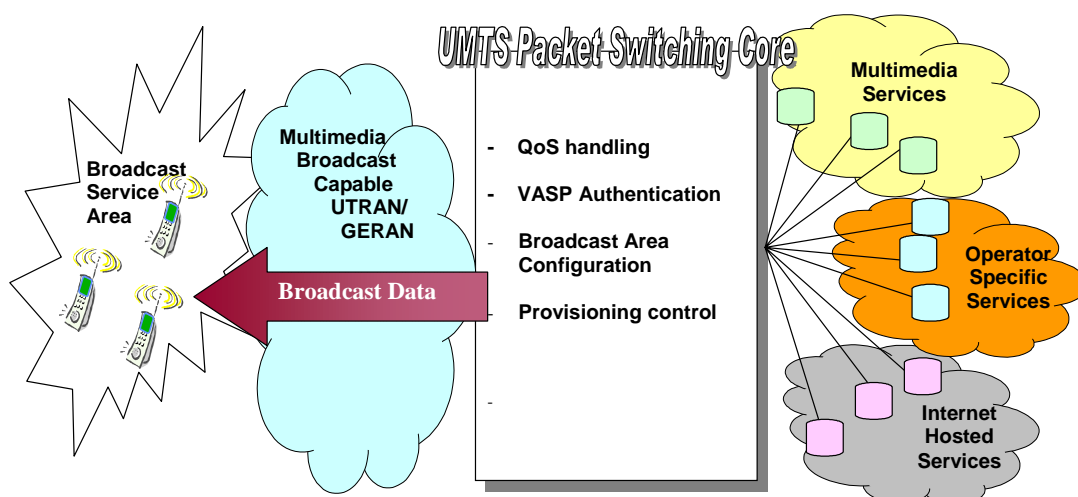 UMTS Packet Switching Core
Broadcast
Service
Area
Multimedia
Broadcast
Capable
UTRAN/
GERAN
Broadcast Data
- QoS handling
- VASP Authentication
- Broadcast Area
Configuration
- Provisioning control
-
Multimedia
Services
Operator
Specific
Services
Internet
Hosted
Services